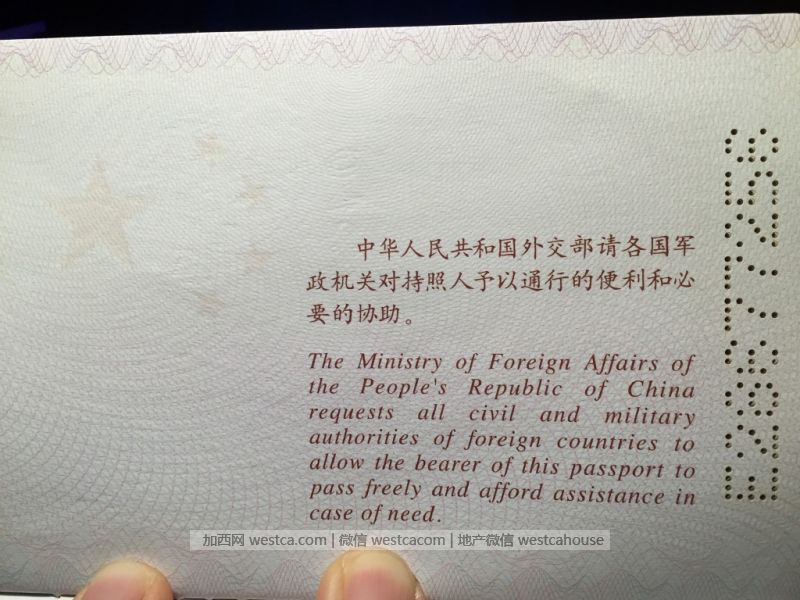 中华人民共和国外交部请各国军
政机关对持照人予以通行的便利和必
要的协助。
The Ministry of Foreign Affairs of
the People's Republic of China
requests all civil and military
authorities of foreign countries to
allow the bearer of this passport to
pass freely and afford assistance in
case of need.
加西网 westca.com | 微信 westcacom | 地产微信 westcahouse